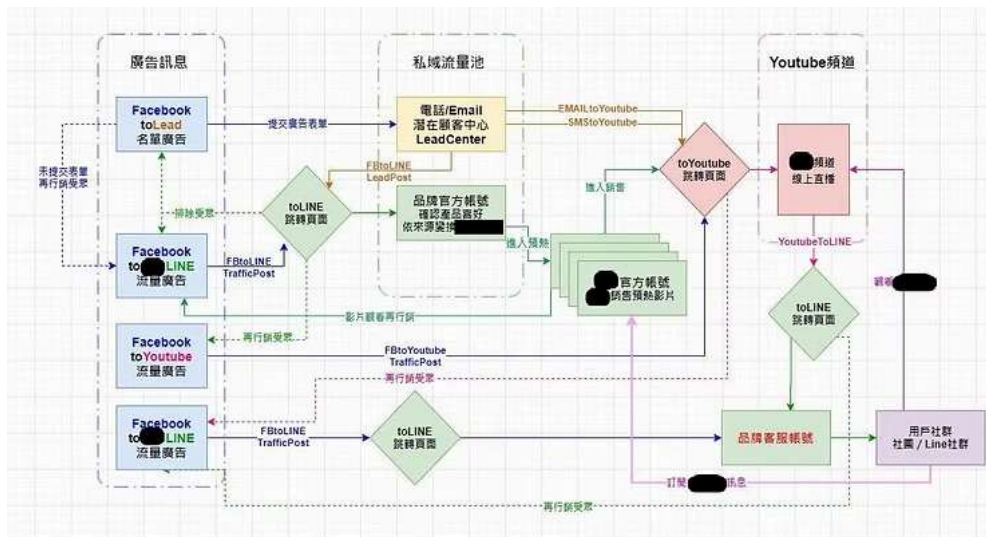 廣告訊息
私域流量池
Youtube頻道
Facebook
toLead
名單廣告
提交廣告表單
電話/Email
潛在顧客中心
LeadCenter
EMAILtoYoutube
SMStoYoutube
未提交表單
再行銷受眾
FBtoLINE
LeadPost
toYoutube
跳轉頁面
頻道
線上直播
進入銷售
toLINE
跳轉頁面
品牌官方帳號
確認產品喜好
依來源變換
排除受眾
進入預熱
YoutubeToLINE
Facebook
to LINE
流量廣告
FBtoLINE
TrafficPost
官方帳號
銷售預熱影片
觀看
toLINE
跳轉頁面
影片觀看再行銷
再行銷受眾
Facebook
toYoutube
流量廣告
FBtoYoutube
TrafficPost
再行銷受眾
Facebook
to LINE
流量廣告
FBtoLINE
TrafficPost
toLINE
跳轉頁面
品牌客服帳號
用戶社群
社團 / Line社群
訂閱 訊息
再行銷受眾